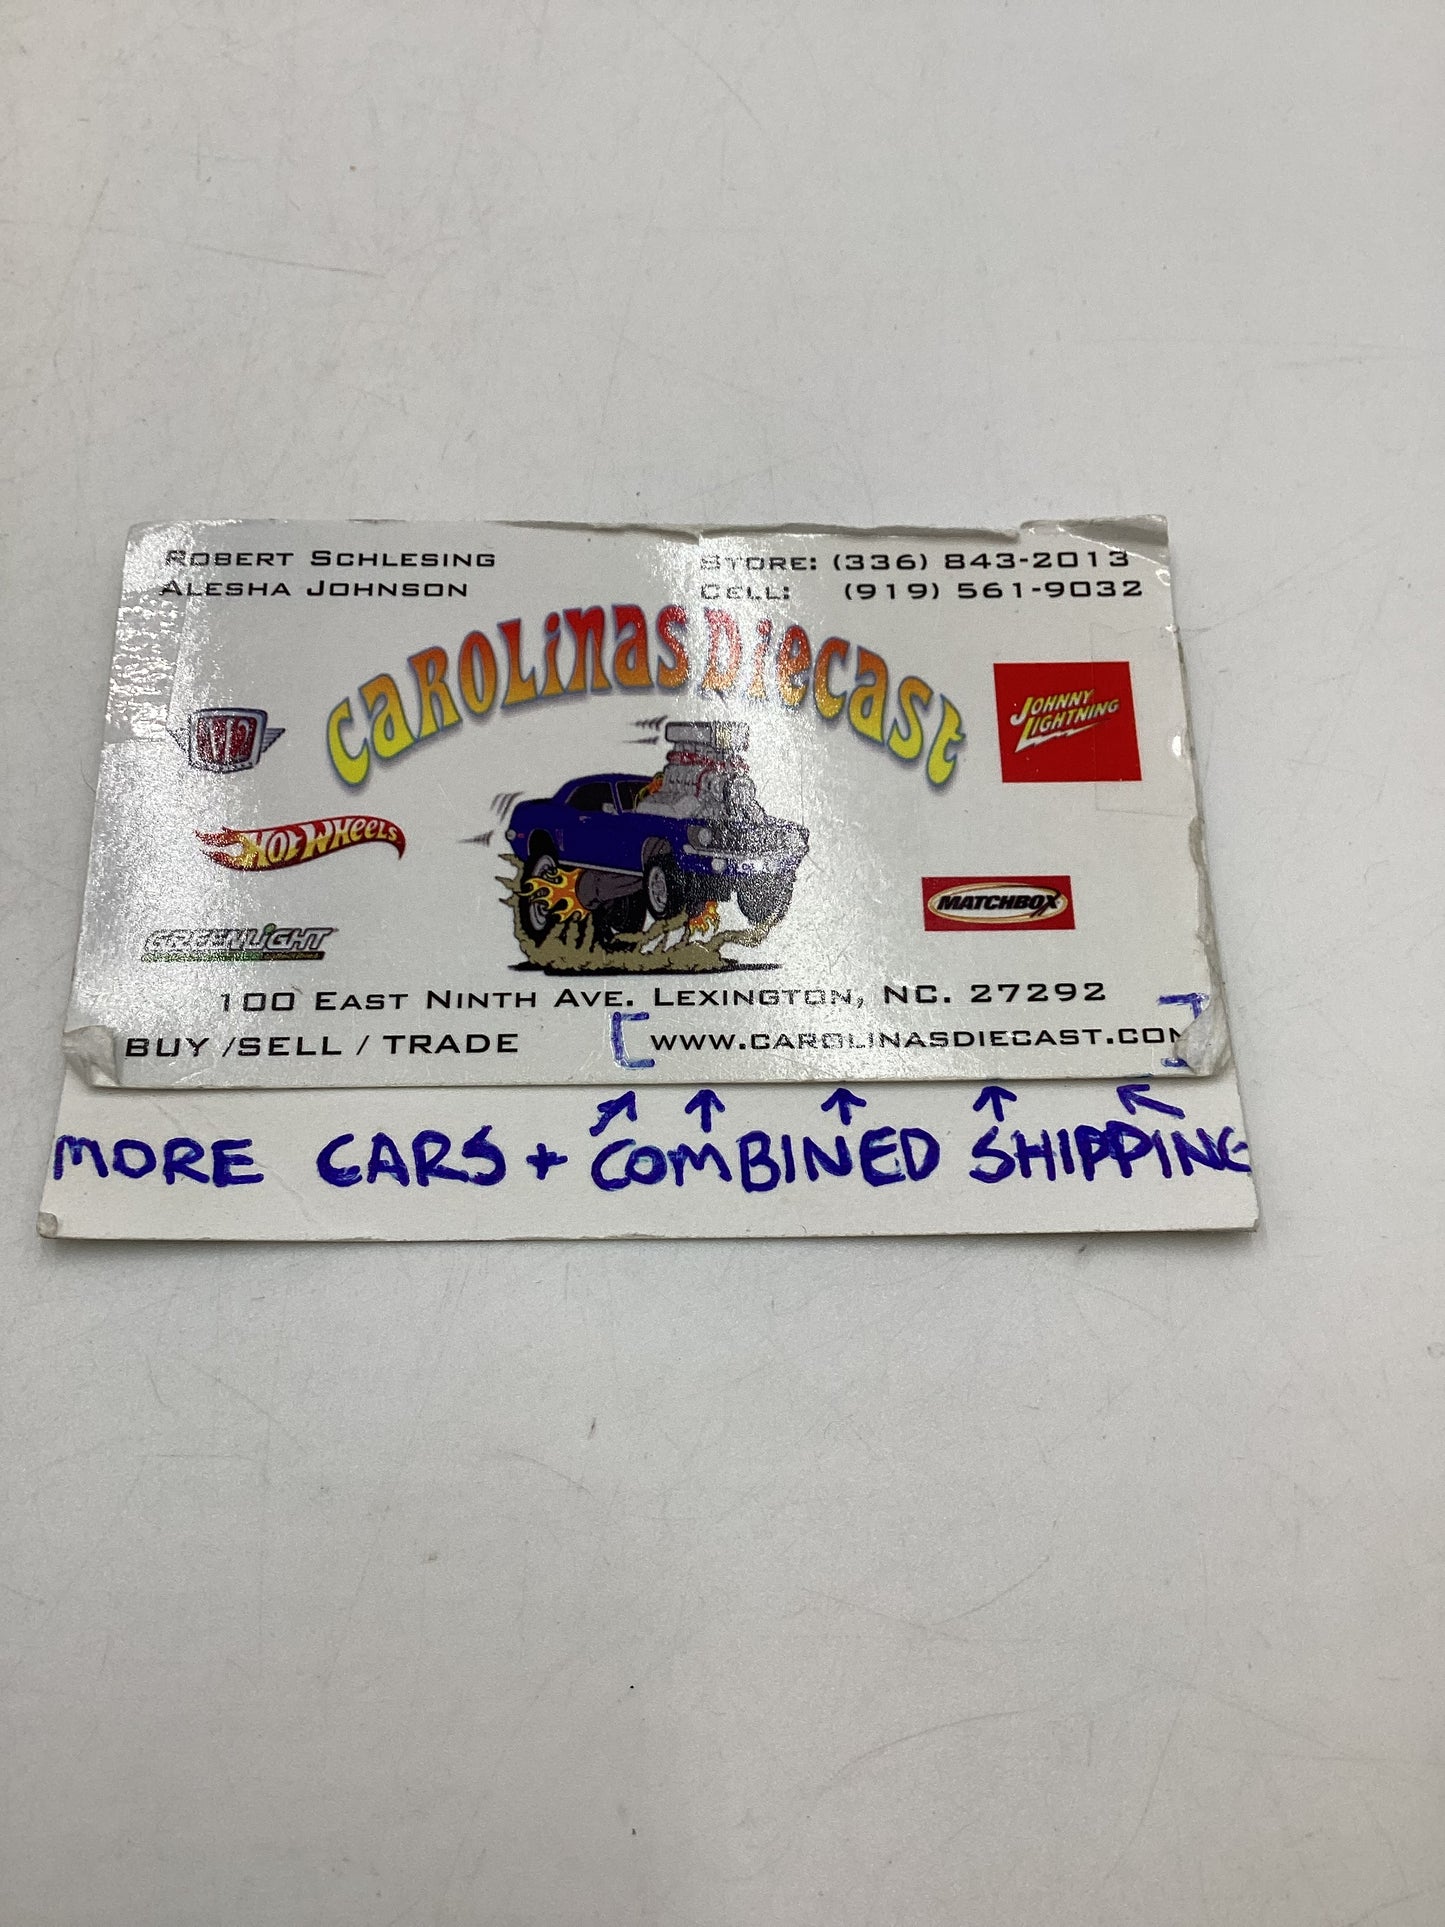 ROBERT SCHLESING
ALESHA JOHNSON
STORE: (336) 843-2013
CELL: (919) 561-9032
CAROLINAS DIECAST
M2
JOHNNY LIGHTNING
HOT WHEELS
MATCHBOX
GREENLIGHT
100 EAST NINTH AVE. LEXINGTON, NC. 27292
BUY /SELL / TRADE
[WWW.CAROLINASDIECAST.COM]
↗ ↑ ↑ ↑ ↖
MORE CARS + COMBINED SHIPPING